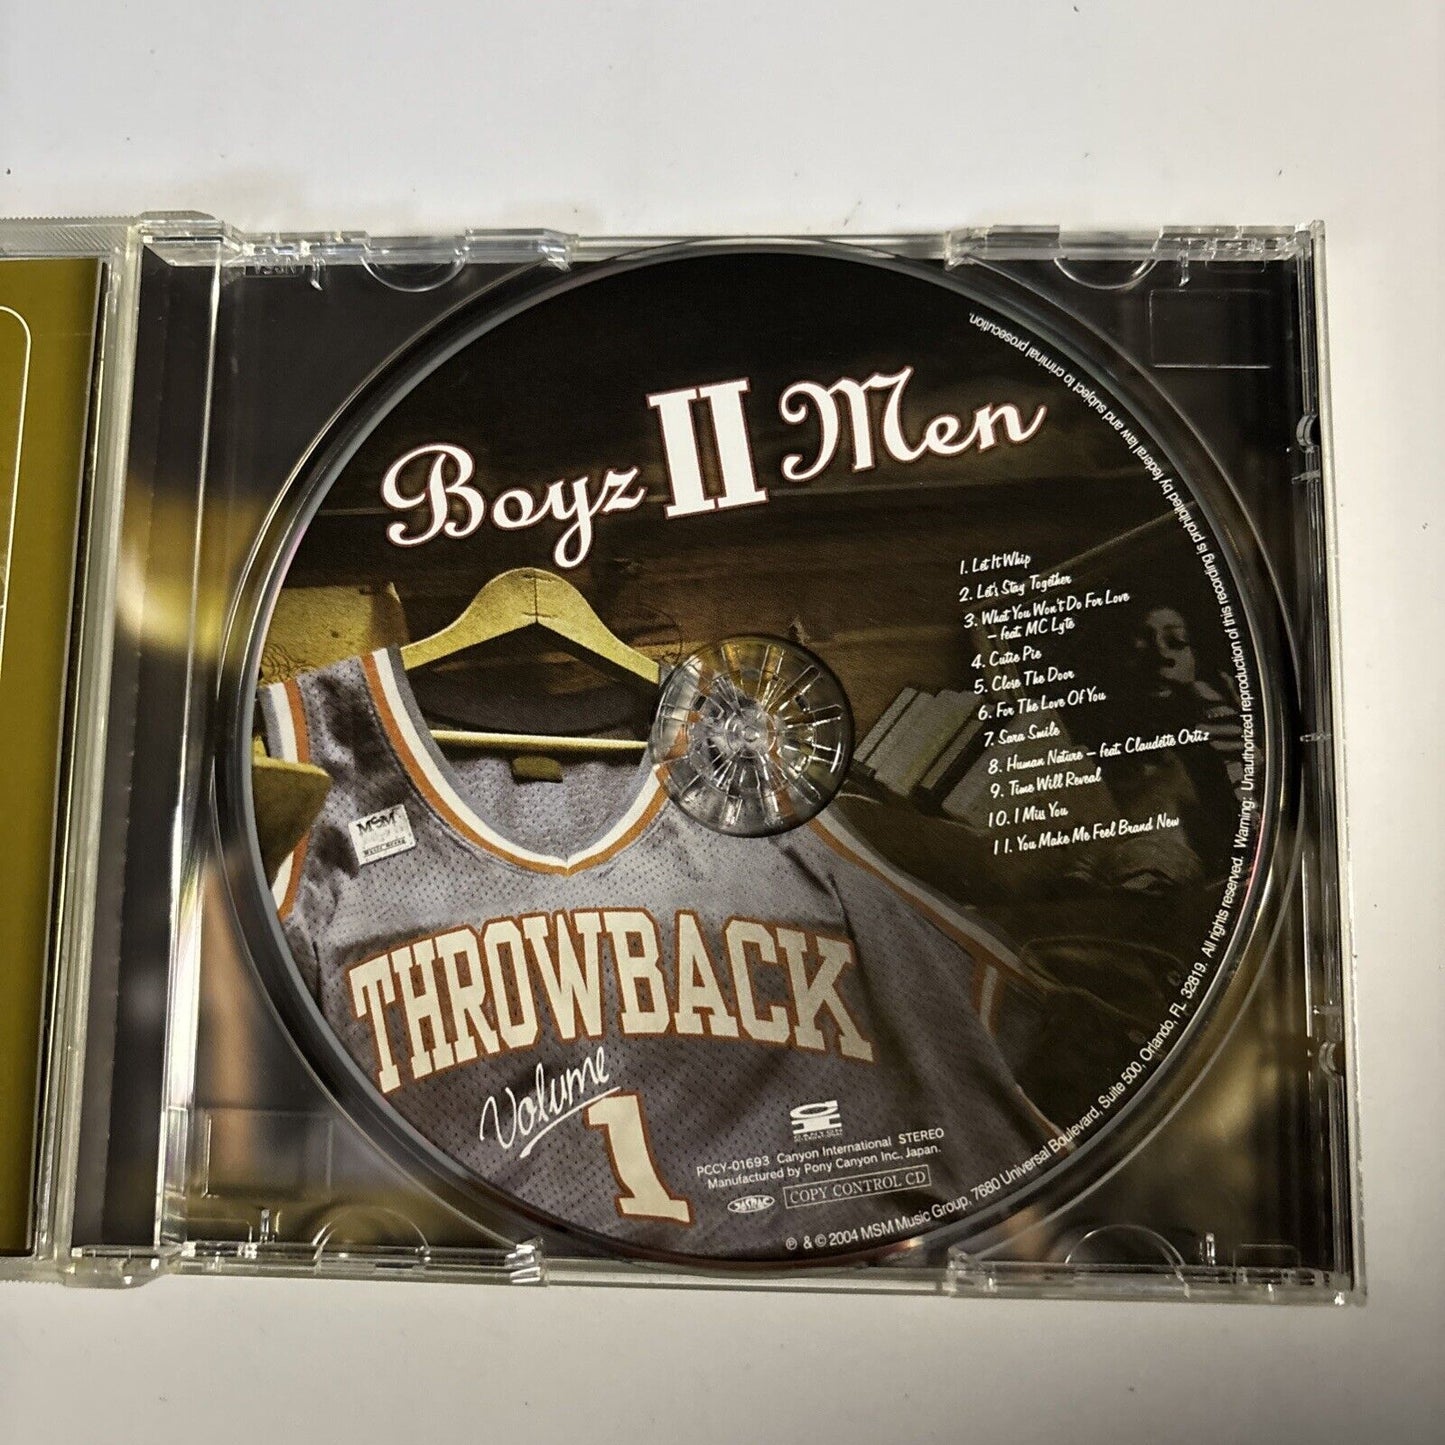 Boyz II Men
1. Let It Whip
2. Let's Stay Together
3. What You Won't Do For Love
– feat. MC Lyte
4. Cutie Pie
5. Close The Door
6. For The Love Of You
7. Sara Smile
8. Human Nature – feat. Claudette Ortiz
9. Time Will Reveal
10. I Miss You
11. You Make Me Feel Brand New
MSM
THROWBACK
Volume
1
PCCY-01693 Canyon International STEREO
Manufactured by Pony Canyon Inc., Japan.
JASRAC
COPY CONTROL CD
℗ & © 2004 MSM Music Group, 7680 Universal Boulevard, Suite 500, Orlando, FL 32819. All rights reserved. Warning: Unauthorized reproduction of this recording is prohibited by federal law and subject to criminal prosecution.